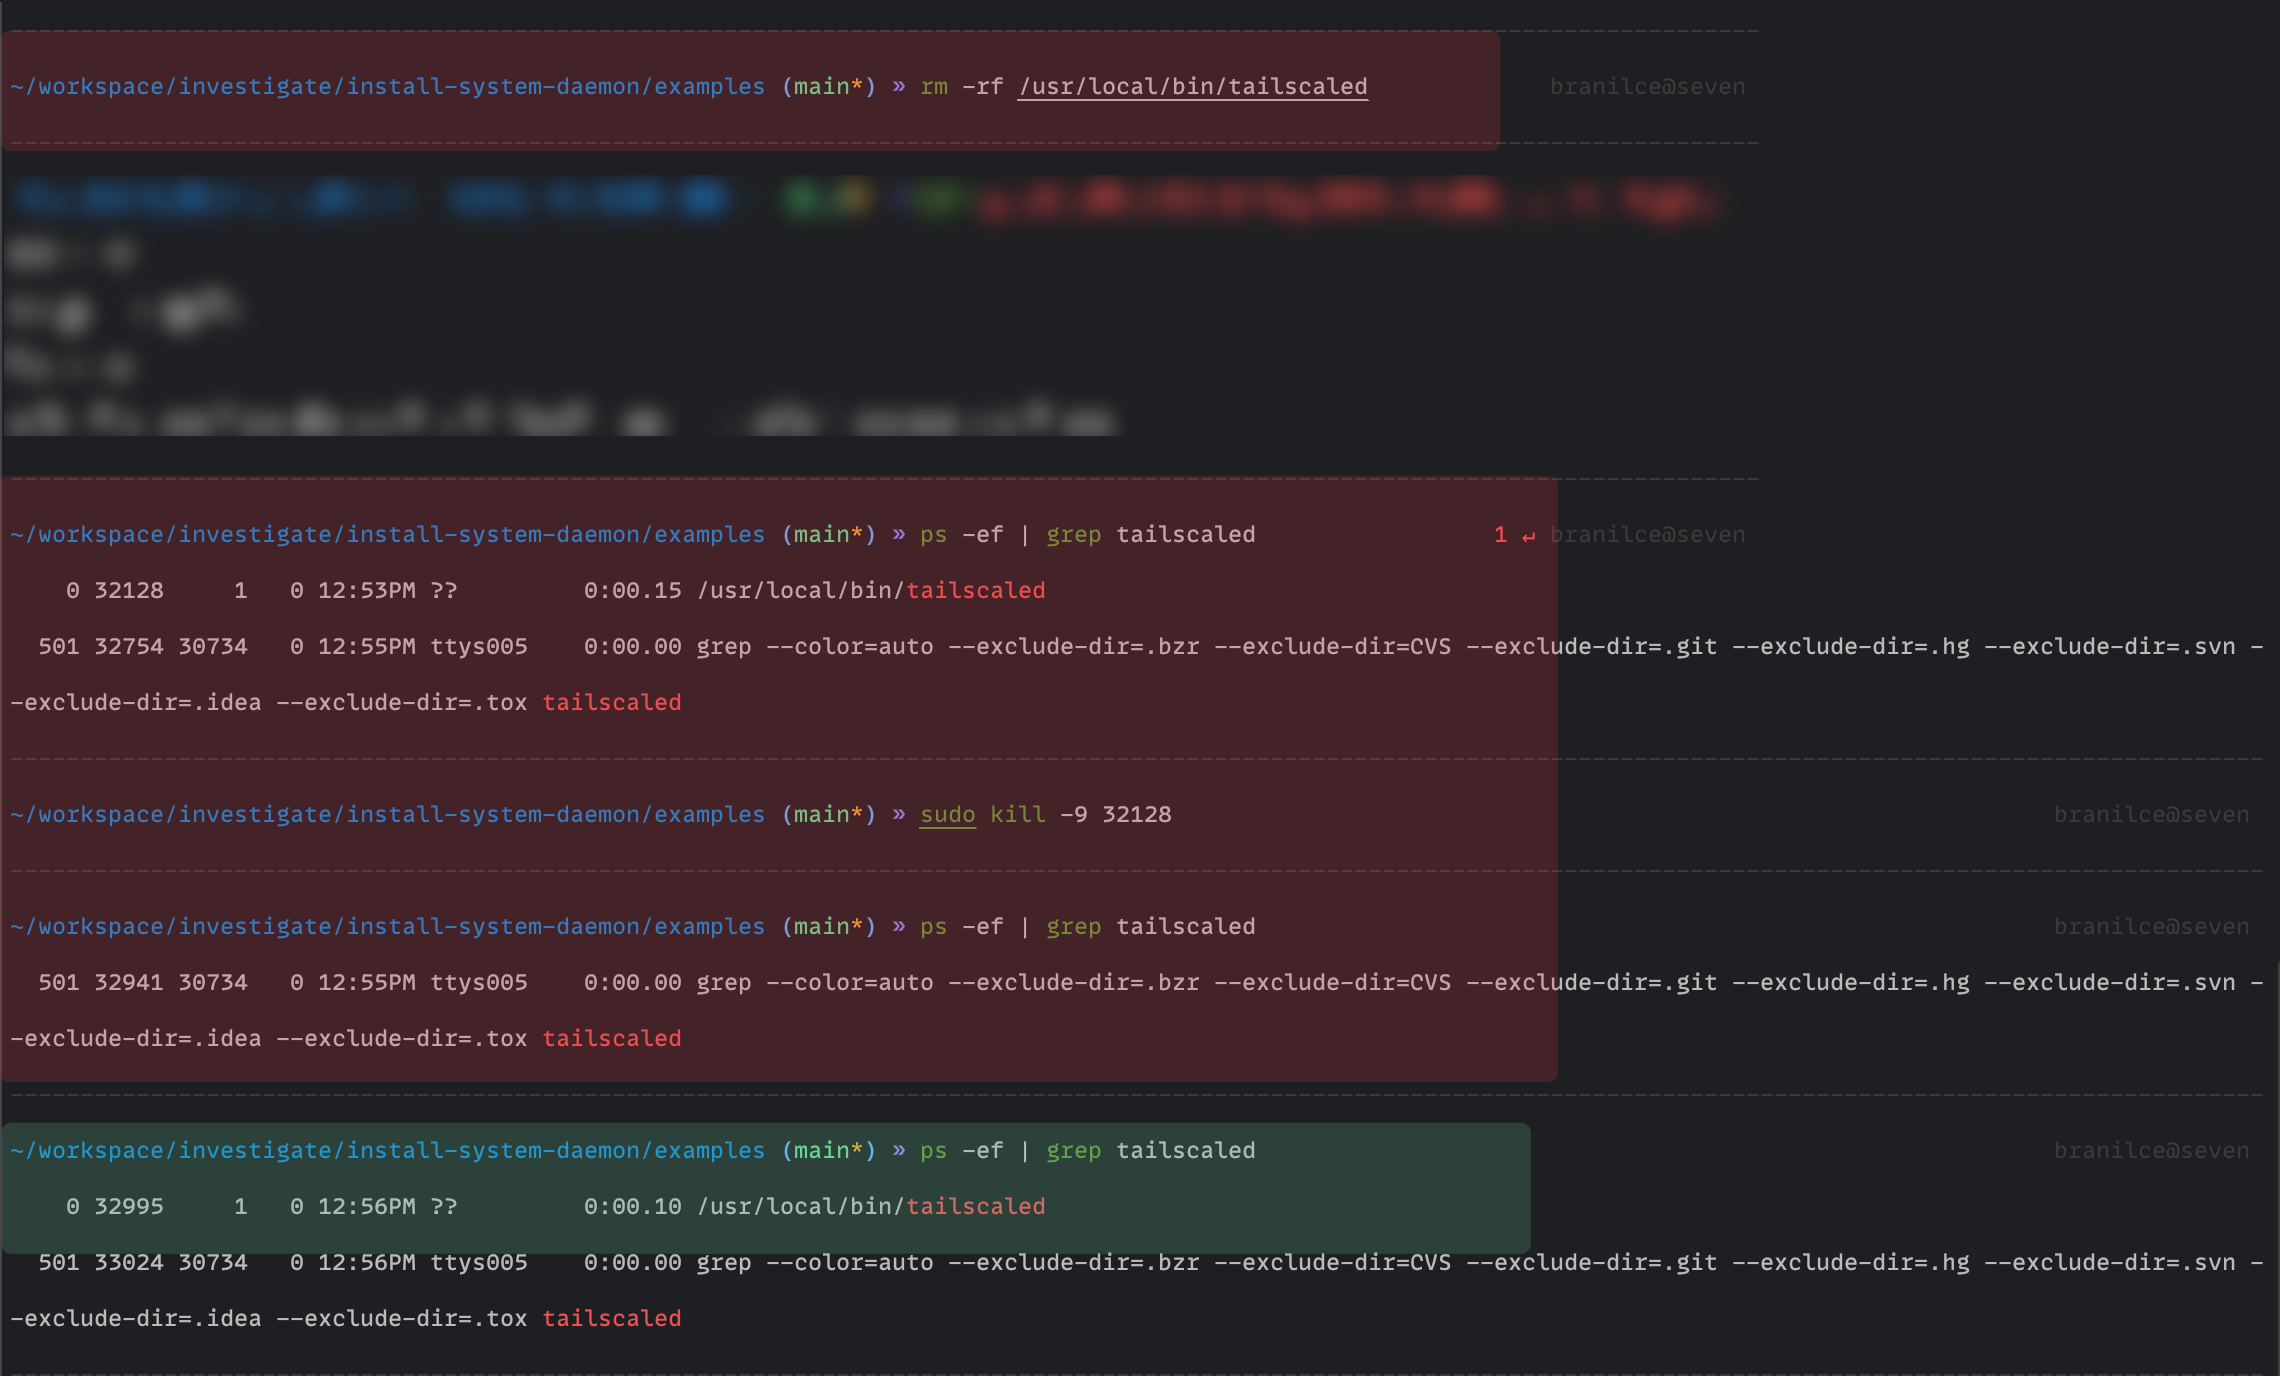 ~/workspace/investigate/install-system-daemon/examples (main*) » rm -rf /usr/local/bin/tailscaled branilce@seven
~/workspace/investigate/install-system-daemon/examples (main*) » ps -ef | grep tailscaled 1 ↵ branilce@seven
0 32128 1 0 12:53PM ?? 0:00.15 /usr/local/bin/tailscaled
501 32754 30734 0 12:55PM ttys005 0:00.00 grep --color=auto --exclude-dir=.bzr --exclude-dir=CVS --exclude-dir=.git --exclude-dir=.hg --exclude-dir=.svn -
-exclude-dir=.idea --exclude-dir=.tox tailscaled
~/workspace/investigate/install-system-daemon/examples (main*) » sudo kill -9 32128 branilce@seven
~/workspace/investigate/install-system-daemon/examples (main*) » ps -ef | grep tailscaled branilce@seven
501 32941 30734 0 12:55PM ttys005 0:00.00 grep --color=auto --exclude-dir=.bzr --exclude-dir=CVS --exclude-dir=.git --exclude-dir=.hg --exclude-dir=.svn -
-exclude-dir=.idea --exclude-dir=.tox tailscaled
~/workspace/investigate/install-system-daemon/examples (main*) » ps -ef | grep tailscaled branilce@seven
0 32995 1 0 12:56PM ?? 0:00.10 /usr/local/bin/tailscaled
501 33024 30734 0 12:56PM ttys005 0:00.00 grep --color=auto --exclude-dir=.bzr --exclude-dir=CVS --exclude-dir=.git --exclude-dir=.hg --exclude-dir=.svn -
-exclude-dir=.idea --exclude-dir=.tox tailscaled